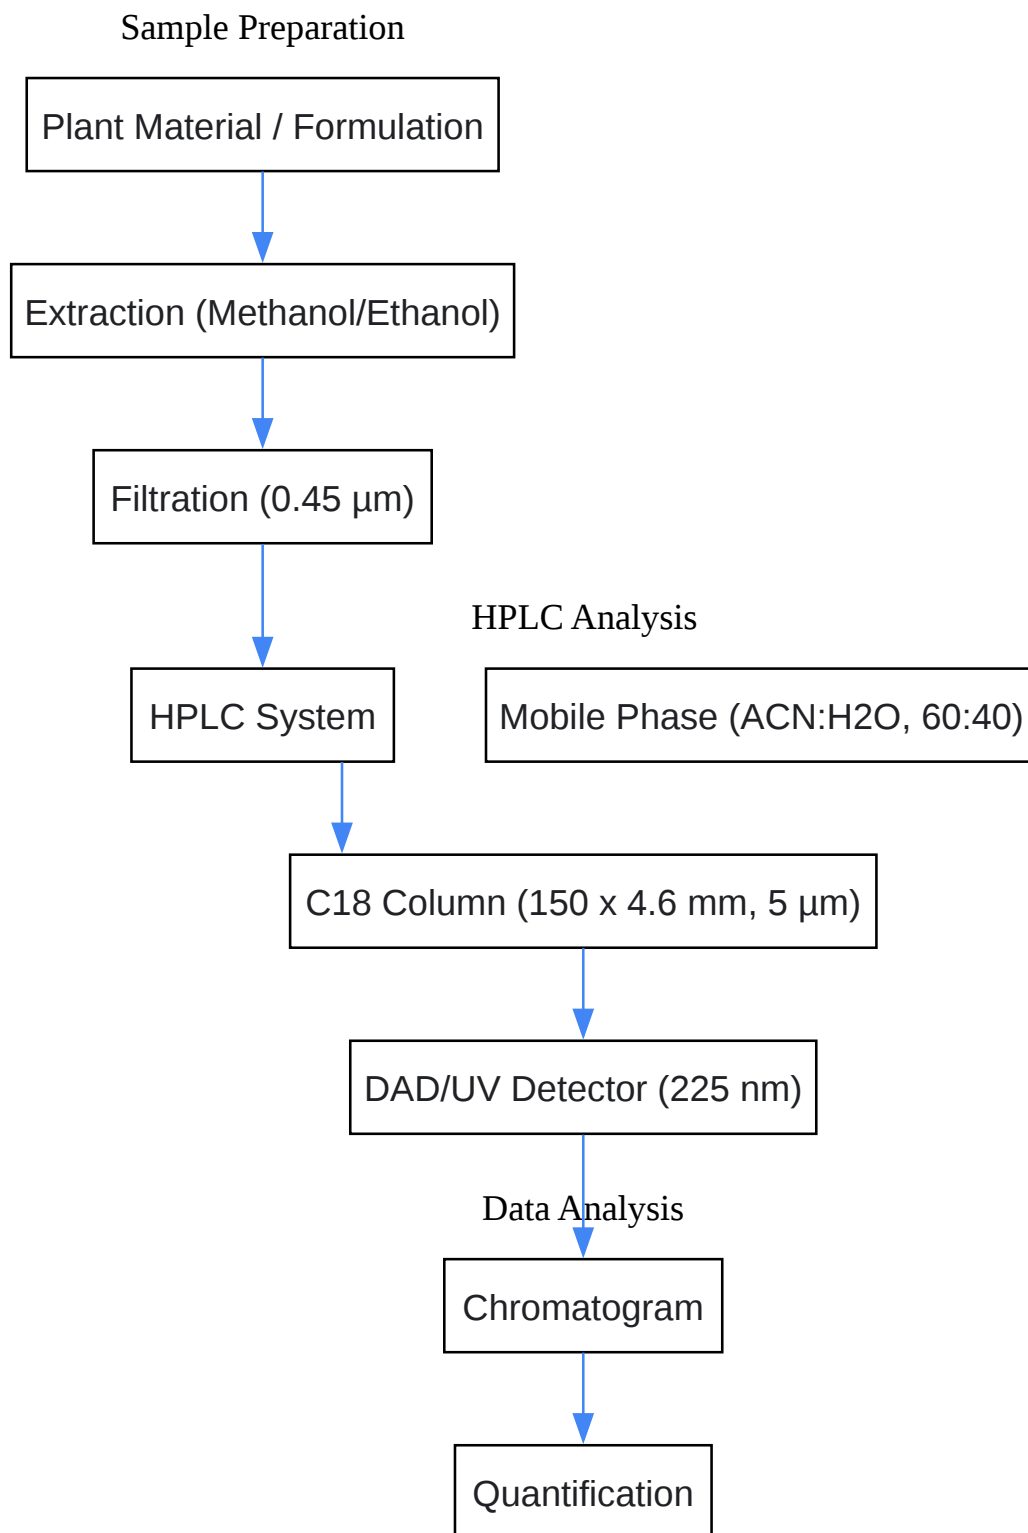 Sample Preparation
Plant Material / Formulation
Extraction (Methanol/Ethanol)
Filtration (0.45 µm)
HPLC Analysis
HPLC System
Mobile Phase (ACN:H2O, 60:40)
C18 Column (150 x 4.6 mm, 5 µm)
DAD/UV Detector (225 nm)
Data Analysis
Chromatogram
Quantification